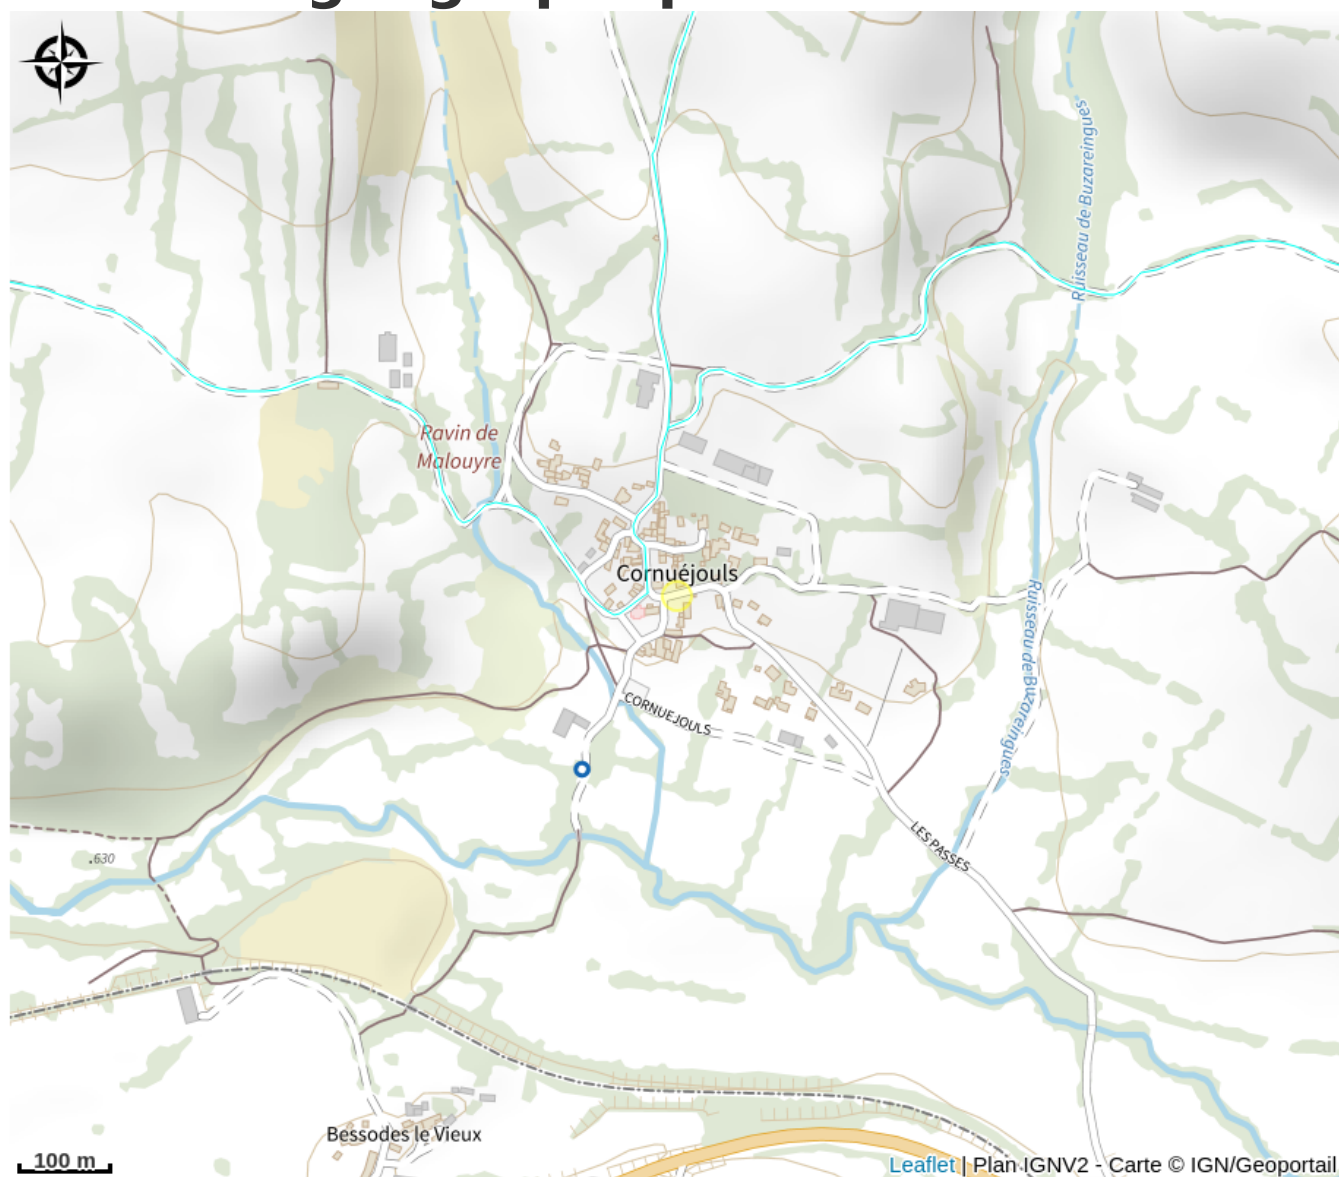 Ruisseau de Buzareingues
Ravin de
Malouyre
Cornuéjouls
Ruisseau de Buzareingues
CORNUEJOULS
LES PASSES
.630
Bessodes le Vieux
100 m
Leaflet | Plan IGNV2 - Carte © IGN/Geoportail